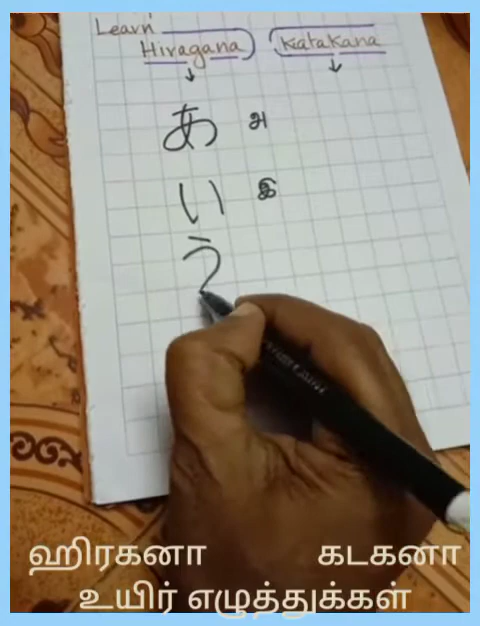 Learn
Hiragana Katakana
あ அ
い இ
う
ஹிரகனா கடகனா
உயிர் எழுத்துக்கள்